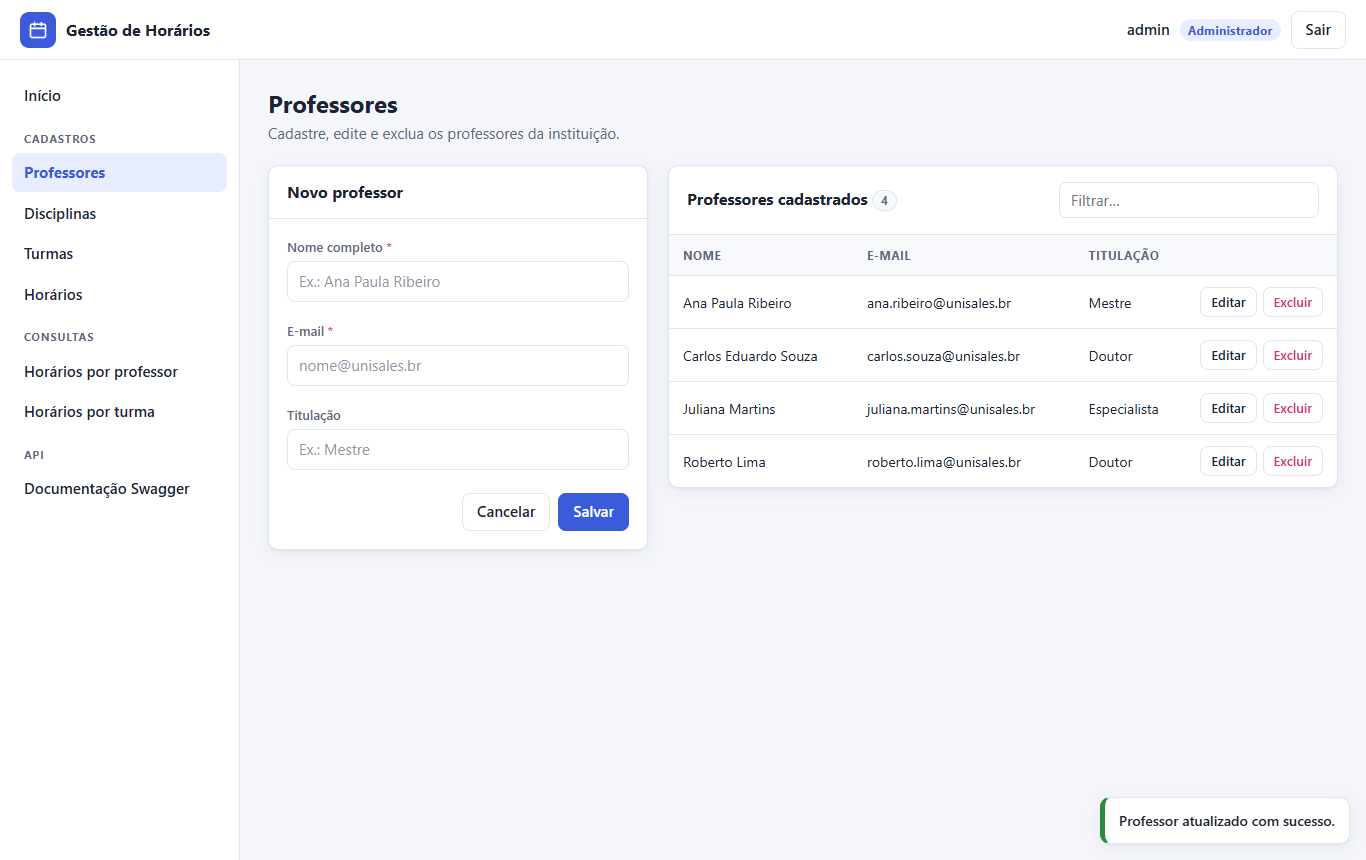 Gestão de Horários
admin Administrador Sair
Início
CADASTROS
Professores
Disciplinas
Turmas
Horários
CONSULTAS
Horários por professor
Horários por turma
API
Documentação Swagger
Professores
Cadastre, edite e exclua os professores da instituição.
Novo professor
Nome completo *
Ex.: Ana Paula Ribeiro
E-mail *
nome@unisales.br
Titulação
Ex.: Mestre
Cancelar Salvar
Professores cadastrados 4 Filtrar...
NOME E-MAIL TITULAÇÃO
Ana Paula Ribeiro ana.ribeiro@unisales.br Mestre Editar Excluir
Carlos Eduardo Souza carlos.souza@unisales.br Doutor Editar Excluir
Juliana Martins juliana.martins@unisales.br Especialista Editar Excluir
Roberto Lima roberto.lima@unisales.br Doutor Editar Excluir
Professor atualizado com sucesso.